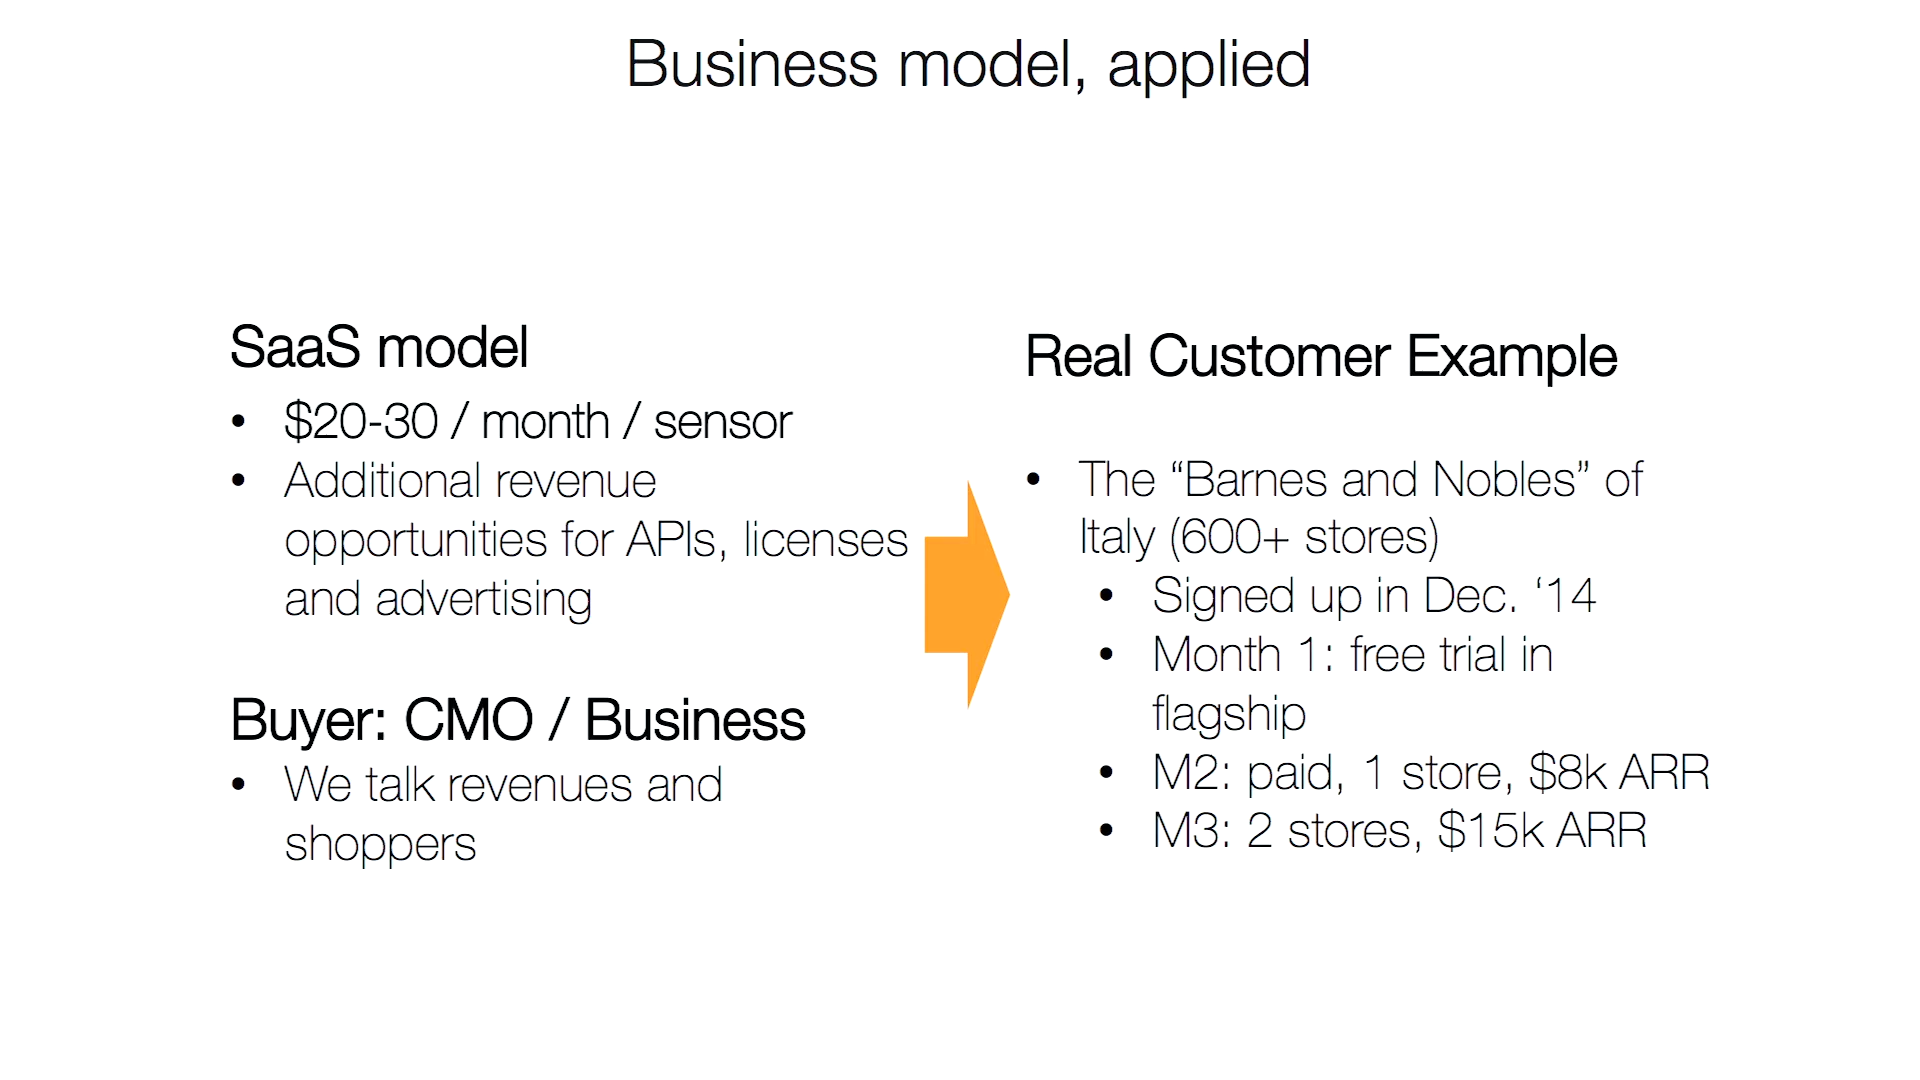 Business model, applied
SaaS model
• $20-30 / month / sensor
• Additional revenue
opportunities for APIs, licenses
and advertising
Buyer: CMO / Business
• We talk revenues and
shoppers
Real Customer Example
• The “Barnes and Nobles” of
Italy (600+ stores)
• Signed up in Dec. ‘14
• Month 1: free trial in
flagship
• M2: paid, 1 store, $8k ARR
• M3: 2 stores, $15k ARR